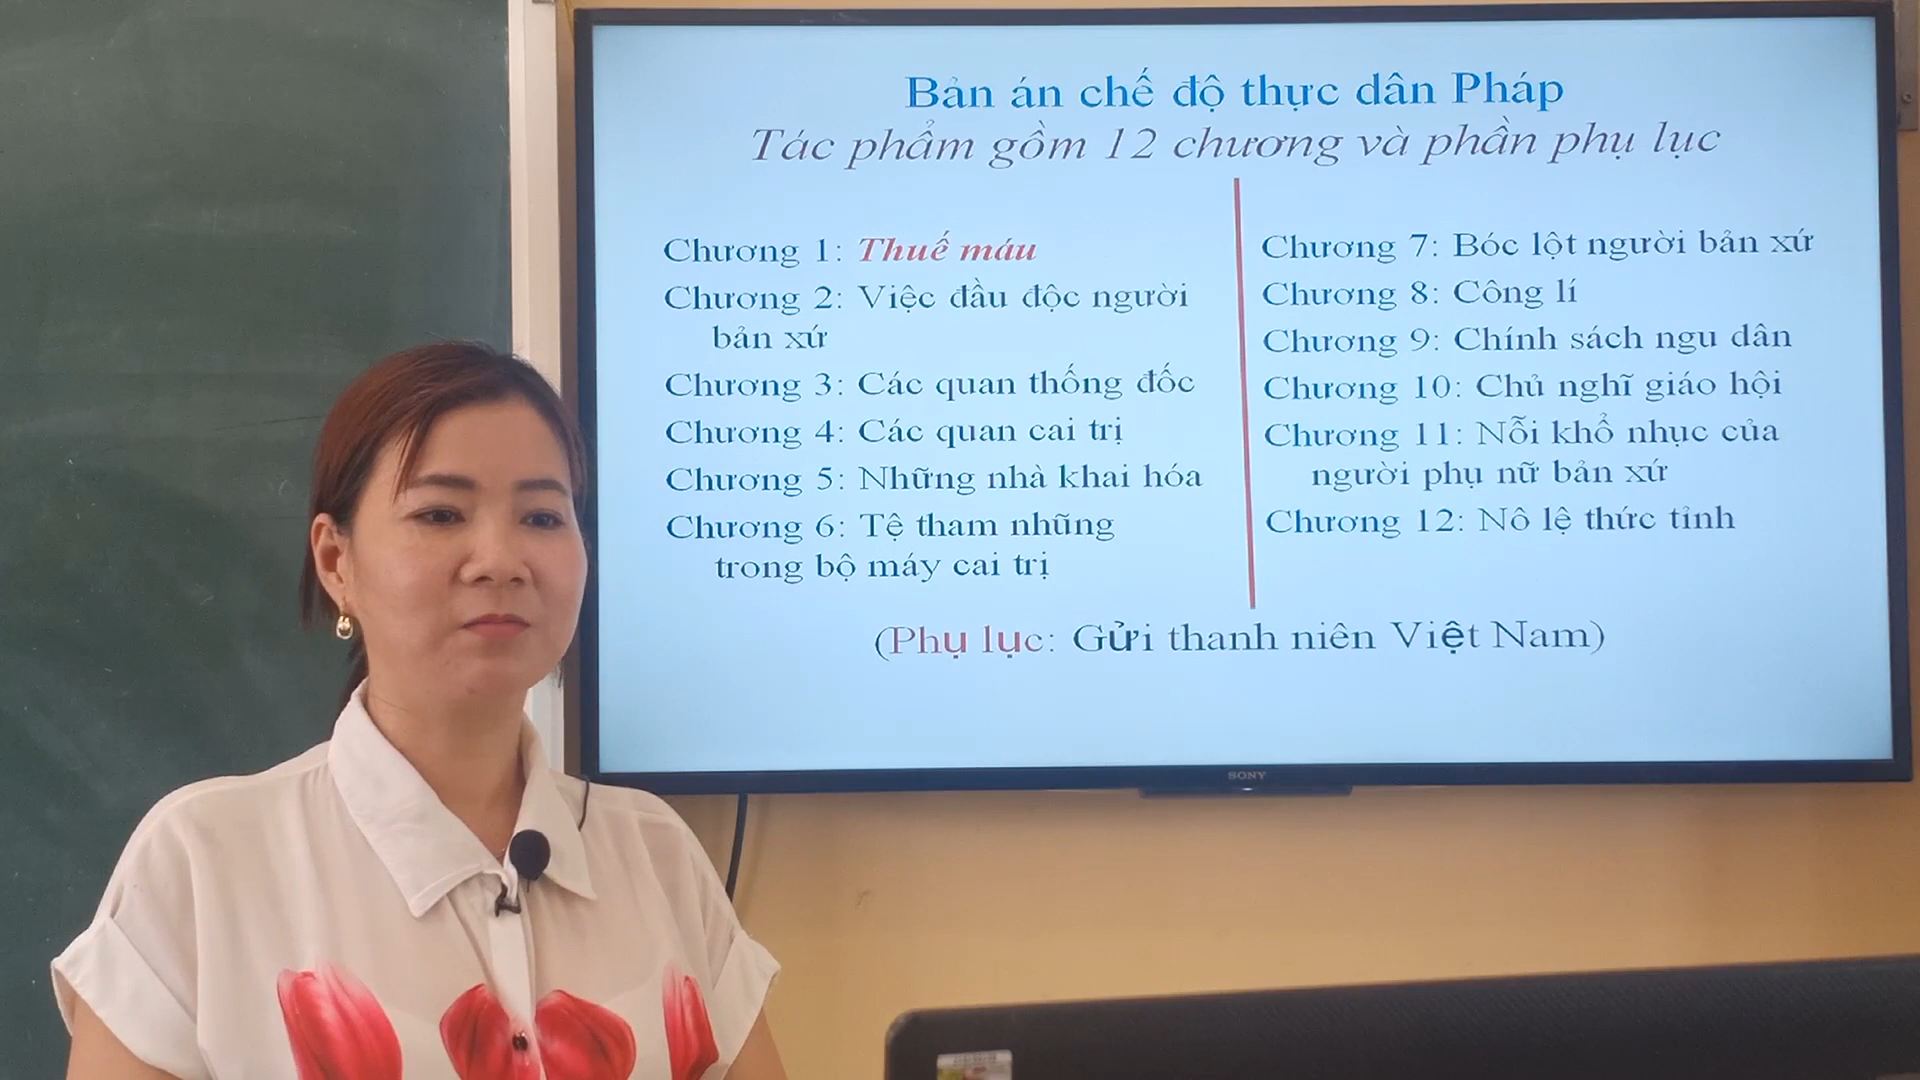 Bản án chế độ thực dân Pháp
Tác phẩm gồm 12 chương và phần phụ lục
Chương 1: Thuế máu
Chương 2: Việc đầu độc người
bản xứ
Chương 3: Các quan thống đốc
Chương 4: Các quan cai trị
Chương 5: Những nhà khai hóa
Chương 6: Tệ tham nhũng
trong bộ máy cai trị
Chương 7: Bóc lột người bản xứ
Chương 8: Công lí
Chương 9: Chính sách ngu dân
Chương 10: Chủ nghĩ giáo hội
Chương 11: Nỗi khổ nhục của
người phụ nữ bản xứ
Chương 12: Nô lệ thức tỉnh
(Phụ lục: Gửi thanh niên Việt Nam)
SONY